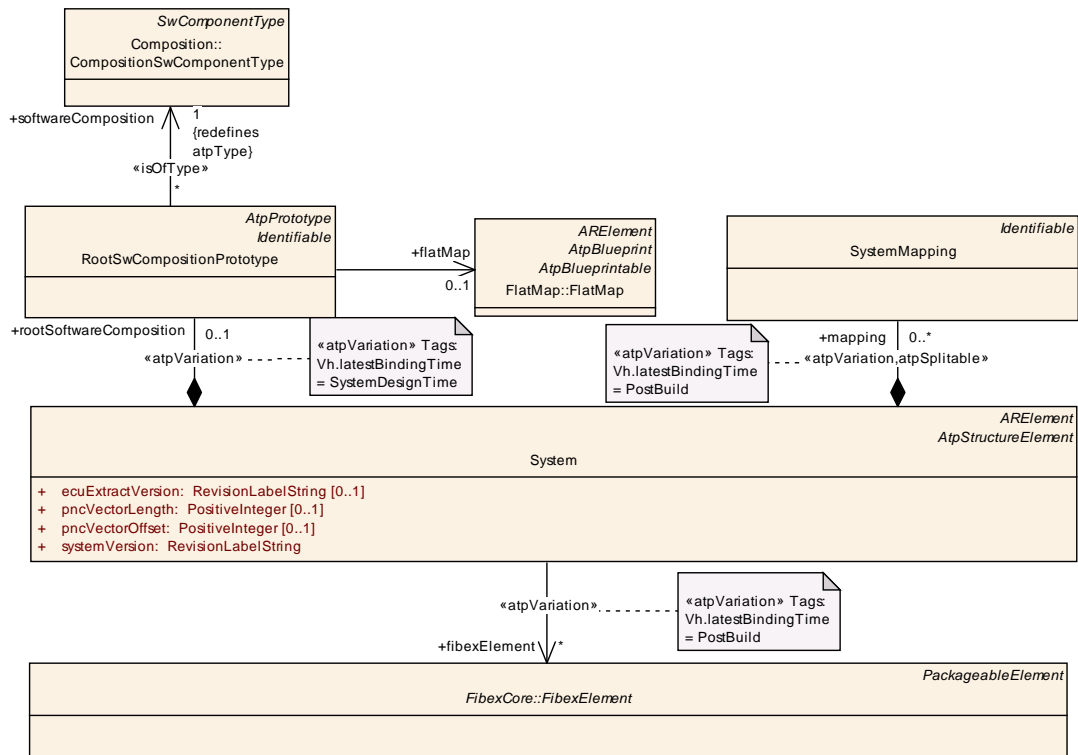 SwComponentType
Composition::
CompositionSwComponentType
+softwareComposition
1
{redefines
atpType}
«isOfType»
*
AtpPrototype
Identifiable
RootSwCompositionPrototype
+flatMap
0..1
ARElement
AtpBlueprint
AtpBlueprintable
FlatMap::FlatMap
Identifiable
SystemMapping
+rootSoftwareComposition
0..1
«atpVariation»
«atpVariation» Tags:
Vh.latestBindingTime
= SystemDesignTime
«atpVariation» Tags:
Vh.latestBindingTime
= PostBuild
+mapping
0..*
«atpVariation,atpSplitable»
ARElement
AtpStructureElement
System
+ ecuExtractVersion: RevisionLabelString [0..1]
+ pncVectorLength: PositiveInteger [0..1]
+ pncVectorOffset: PositiveInteger [0..1]
+ systemVersion: RevisionLabelString
«atpVariation»
«atpVariation» Tags:
Vh.latestBindingTime
= PostBuild
+fibexElement
*
PackageableElement
FibexCore::FibexElement